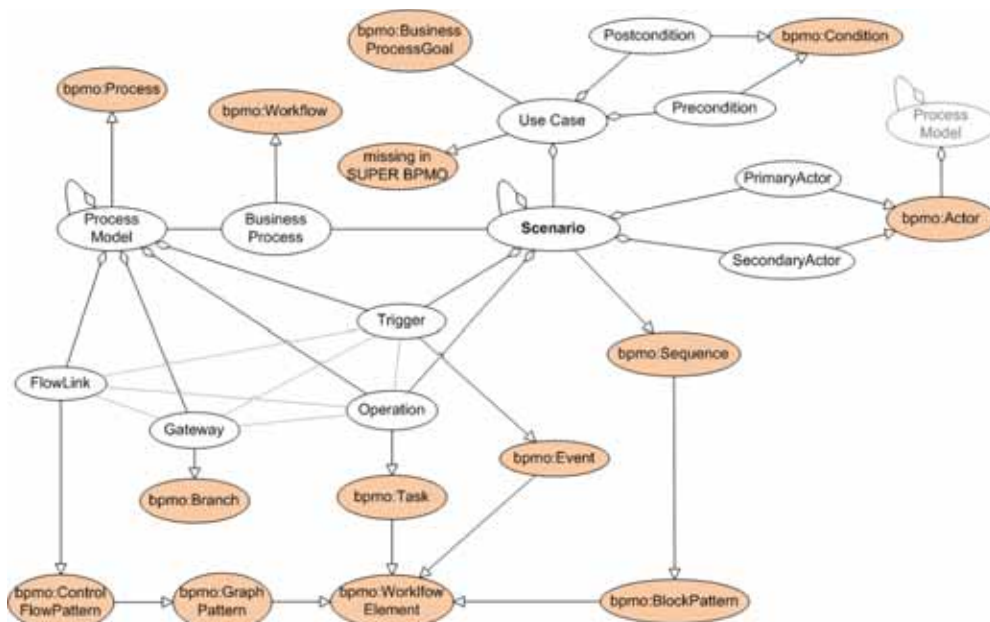 bpmo:Business
ProcessGoal
Postcondition
bpmo:Condition
bpmo:Process
bpmo:Workflow
Use Case
Precondition
Process
Model
missing in
SUPER BPMO
PrimaryActor
Process
Model
Business
Process
Scenario
bpmo:Actor
SecondaryActor
Trigger
bpmo:Sequence
FlowLink
Operation
Gateway
bpmo:Event
bpmo:Branch
bpmo:Task
bpmo:Control
FlowPattern
bpmo:Graph
Pattern
bpmo:Worklfow
Element
bpmo:BlockPattern